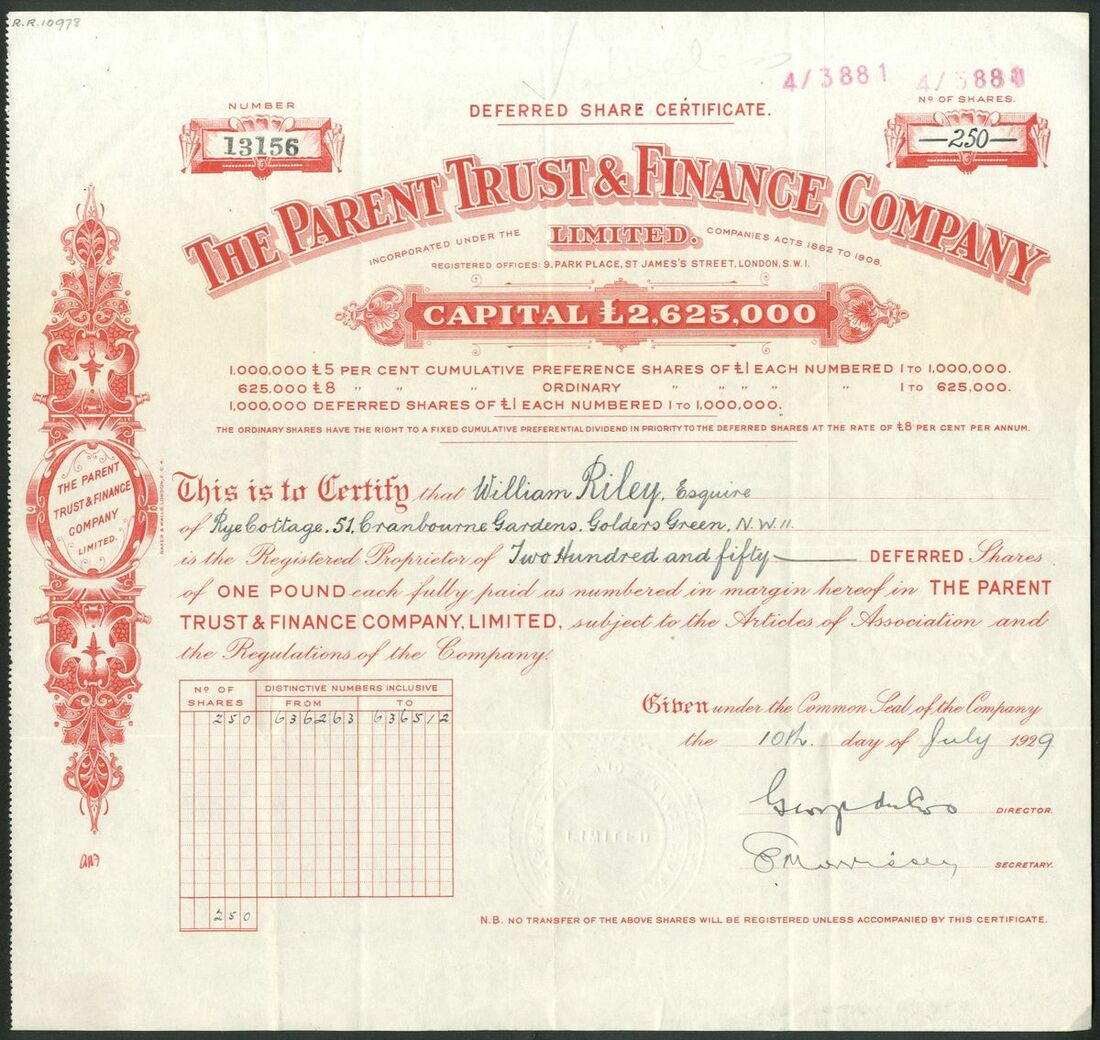 R.R.10978
4/3881 4/3881
NUMBER
13156
DEFERRED SHARE CERTIFICATE.
Nº OF SHARES.
—250—
THE PARENT TRUST & FINANCE COMPANY
LIMITED.
INCORPORATED UNDER THE COMPANIES ACTS 1862 TO 1908.
REGISTERED OFFICES: 9, PARK PLACE, ST JAMES'S STREET, LONDON, S.W.1.
CAPITAL £2,625,000
1,000,000 £5 PER CENT CUMULATIVE PREFERENCE SHARES OF £1 EACH NUMBERED 1 TO 1,000,000.
625,000 £8 " " " ORDINARY " " " " " 1 TO 625,000.
1,000,000 DEFERRED SHARES OF £1 EACH NUMBERED 1 TO 1,000,000.
THE ORDINARY SHARES HAVE THE RIGHT TO A FIXED CUMULATIVE PREFERENTIAL DIVIDEND IN PRIORITY TO THE DEFERRED SHARES AT THE RATE OF £8 PER CENT PER ANNUM.
THE PARENT
TRUST & FINANCE
COMPANY
LIMITED.
BAKER & WALLS, LONDON, E.C.4.
This is to Certify that William Riley, Esquire
of Rye Cottage. 51, Cranbourne Gardens. Golders Green, N.W.11.
is the Registered Proprietor of Two Hundred and fifty DEFERRED Shares
of ONE POUND each fully paid as numbered in margin hereof in THE PARENT
TRUST & FINANCE COMPANY, LIMITED, subject to the Articles of Association and
the Regulations of the Company.
Nº OF SHARES DISTINCTIVE NUMBERS INCLUSIVE
FROM TO
250 636263 636512
250
Given under the Common Seal of the Company
the 10th. day of July 1929
DIRECTOR.
Morrissey
SECRETARY.
LIMITED
N.B. NO TRANSFER OF THE ABOVE SHARES WILL BE REGISTERED UNLESS ACCOMPANIED BY THIS CERTIFICATE.